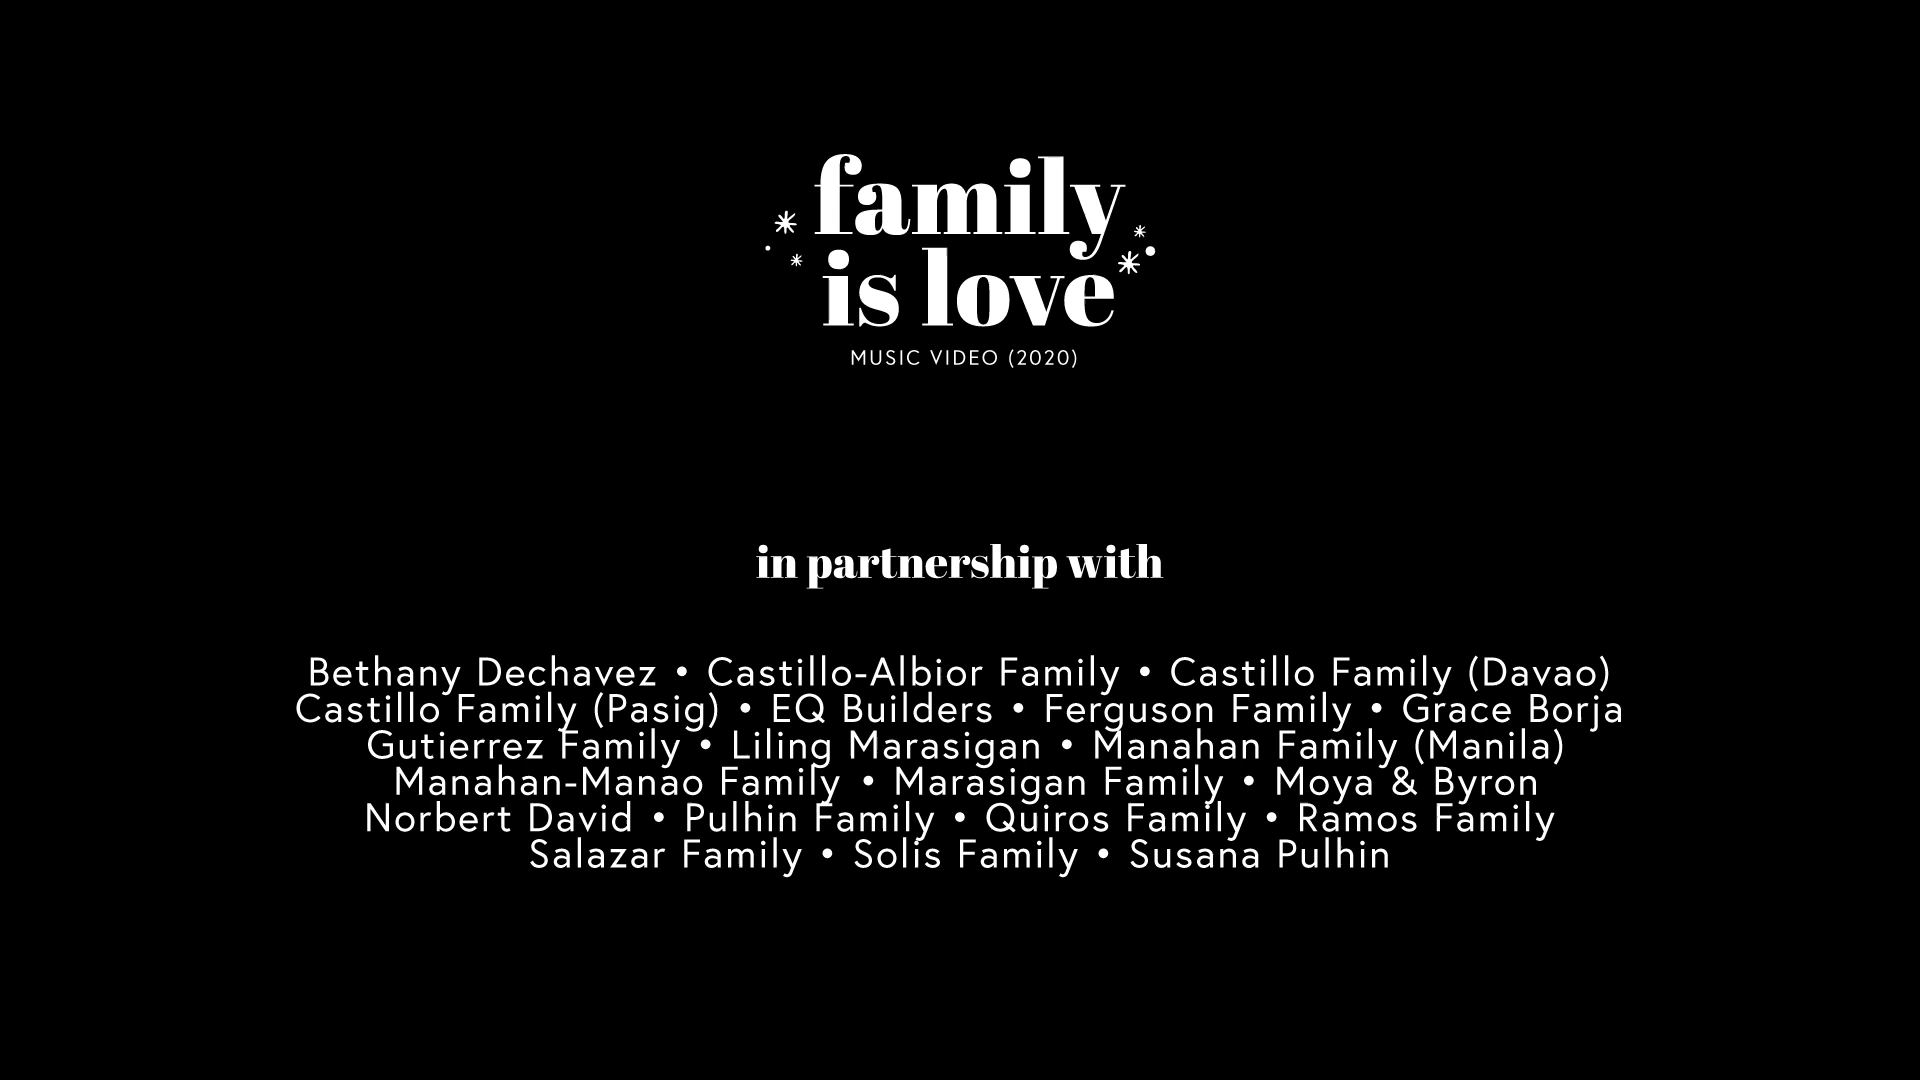 family
is love
MUSIC VIDEO (2020)
in partnership with
Bethany Dechavez • Castillo-Albior Family • Castillo Family (Davao)
Castillo Family (Pasig) • EQ Builders • Ferguson Family • Grace Borja
Gutierrez Family • Liling Marasigan • Manahan Family (Manila)
Manahan-Manao Family • Marasigan Family • Moya & Byron
Norbert David • Pulhin Family • Quiros Family • Ramos Family
Salazar Family • Solis Family • Susana Pulhin